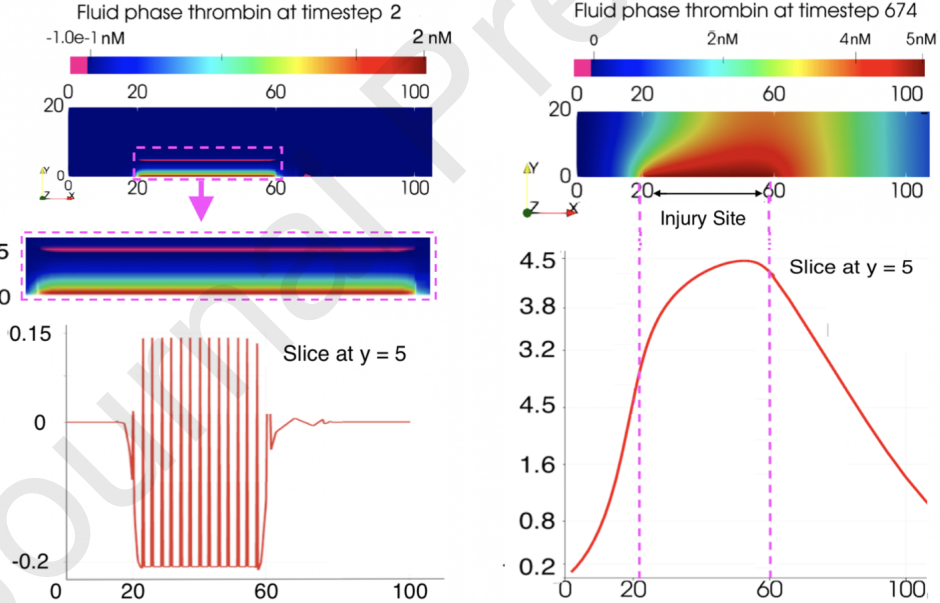 Fluid phase thrombin at timestep 2
-1.0e-1 nM 2 nM
0 20 60 100
20
0
0 20 60 100
Y
Z X
5
0
0.15
0
-0.2
Slice at y = 5
0 20 60 100
Fluid phase thrombin at timestep 674
0 2nM 4nM 5nM
0 20 60 100
20
0
0 20 60 100
Y
Z X
Injury Site
4.5
3.8
3.2
4.5
1.6
0.8
0.2
Slice at y = 5
0 20 60 100
Journal Pre